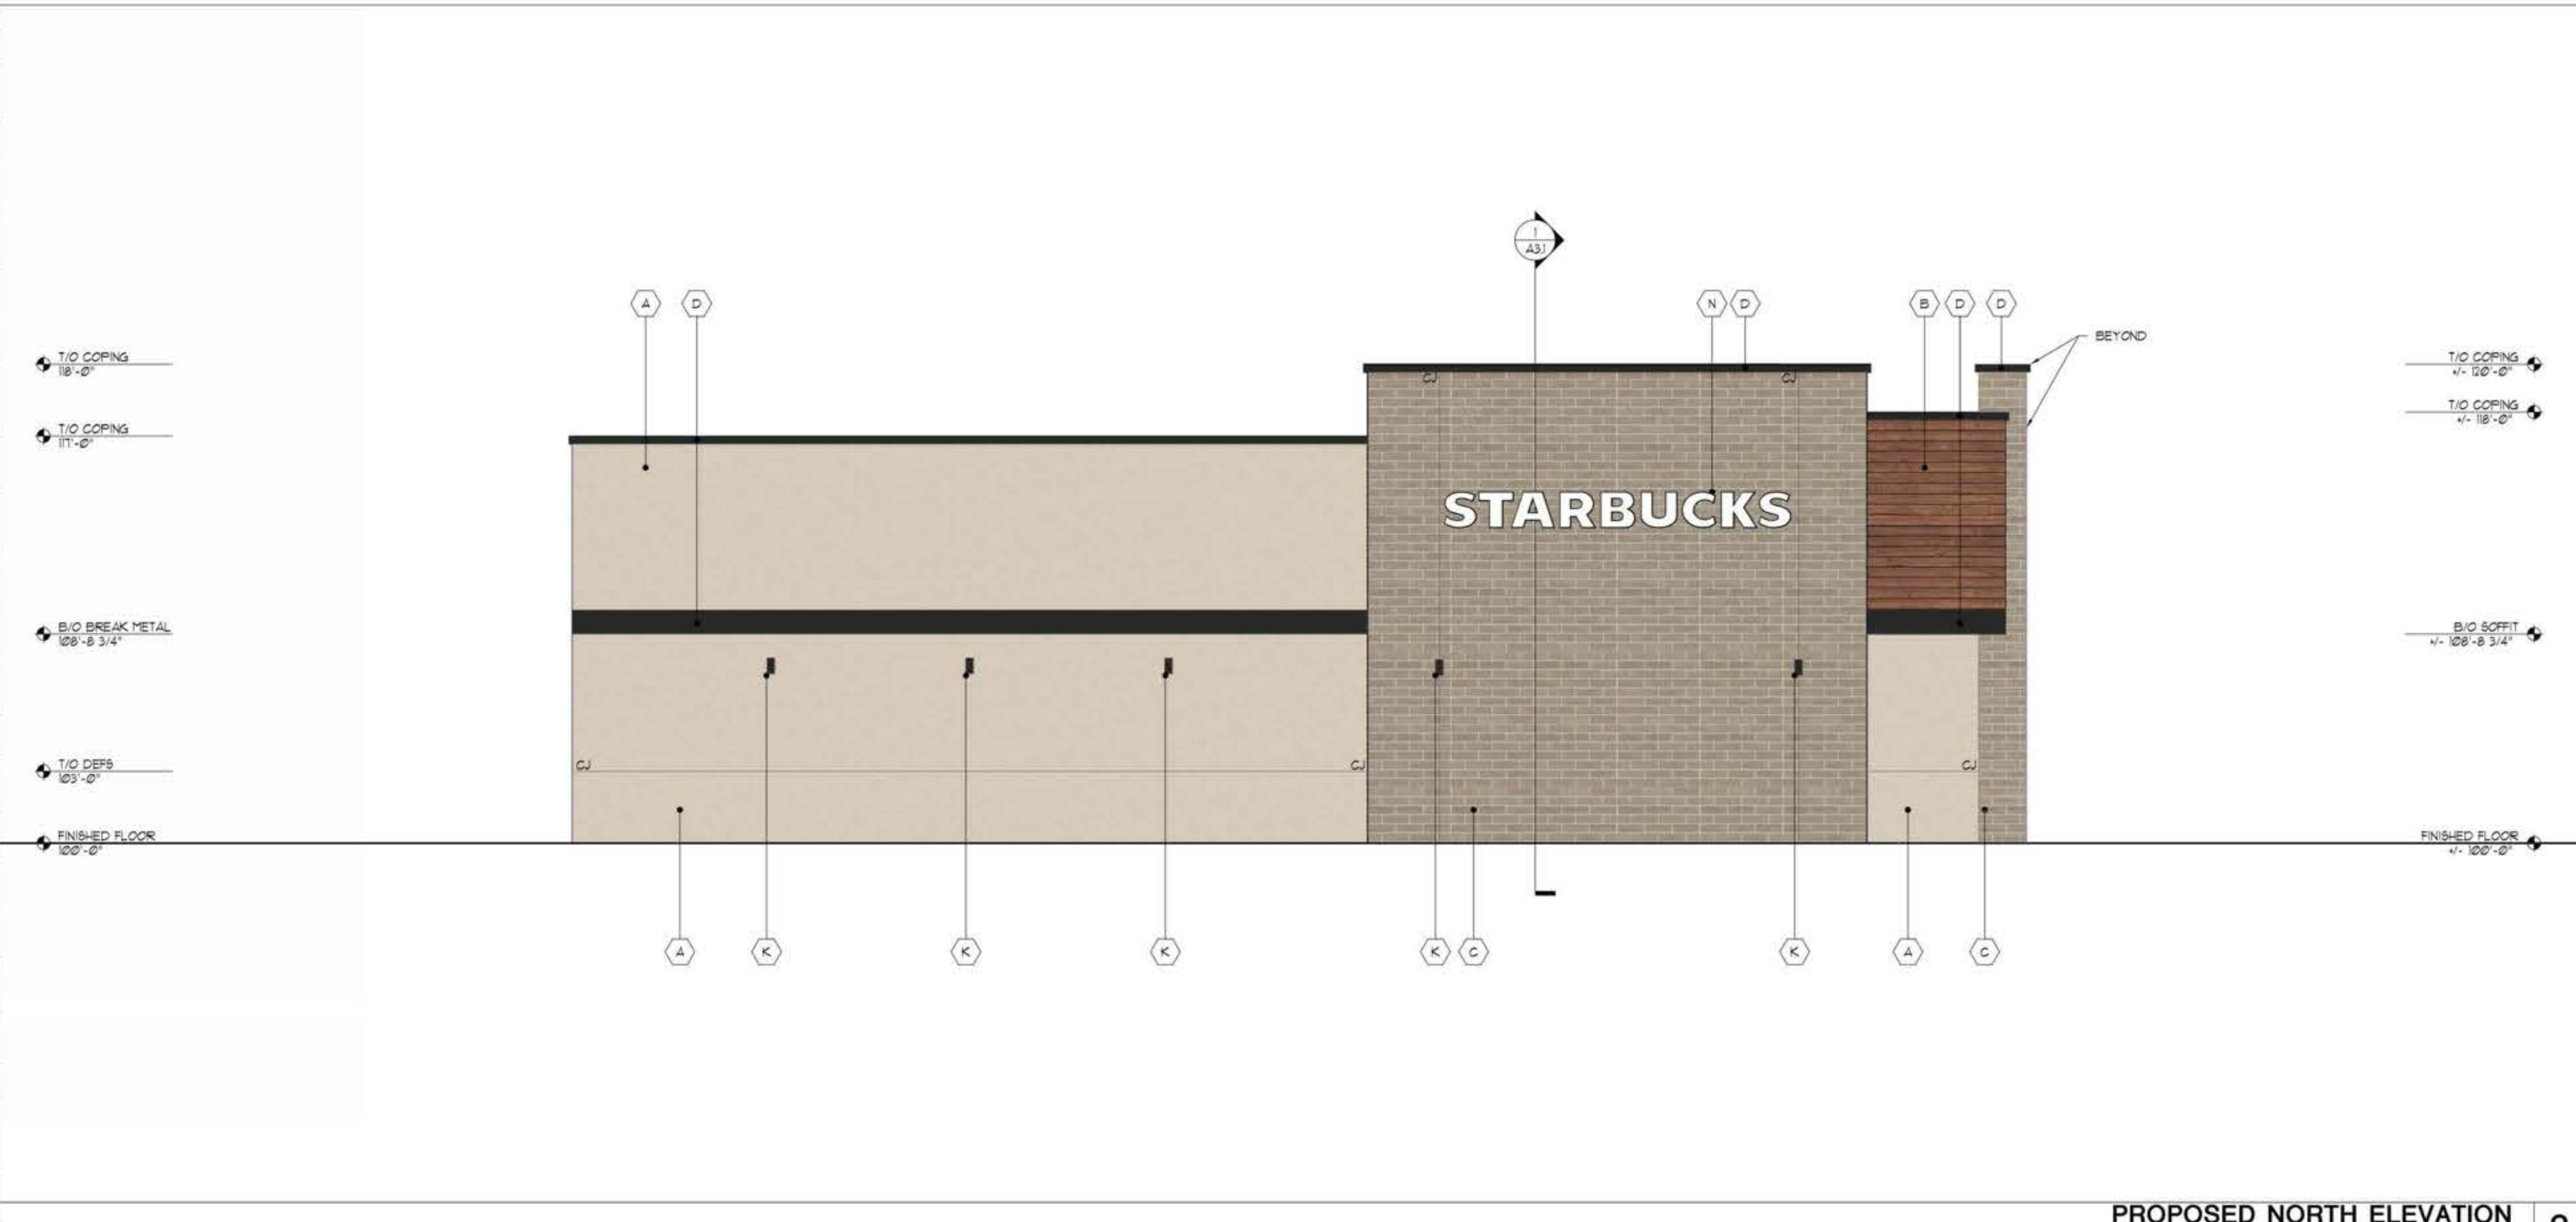 1
A3.1
A D N D B D D
BEYOND
T/O COPING
118'-0"
T/O COPING
+/- 120'-0"
T/O COPING
+/- 118'-0"
T/O COPING
117'-0"
CJ CJ
STARBUCKS
B/O BREAK METAL
108'-8 3/4"
B/O SOFFIT
+/- 108'-8 3/4"
T/O DEFS
103'-0"
CJ CJ CJ
FINISHED FLOOR
100'-0"
FINISHED FLOOR
+/- 100'-0"
A K K K K C K A C
PROPOSED NORTH ELEVATION